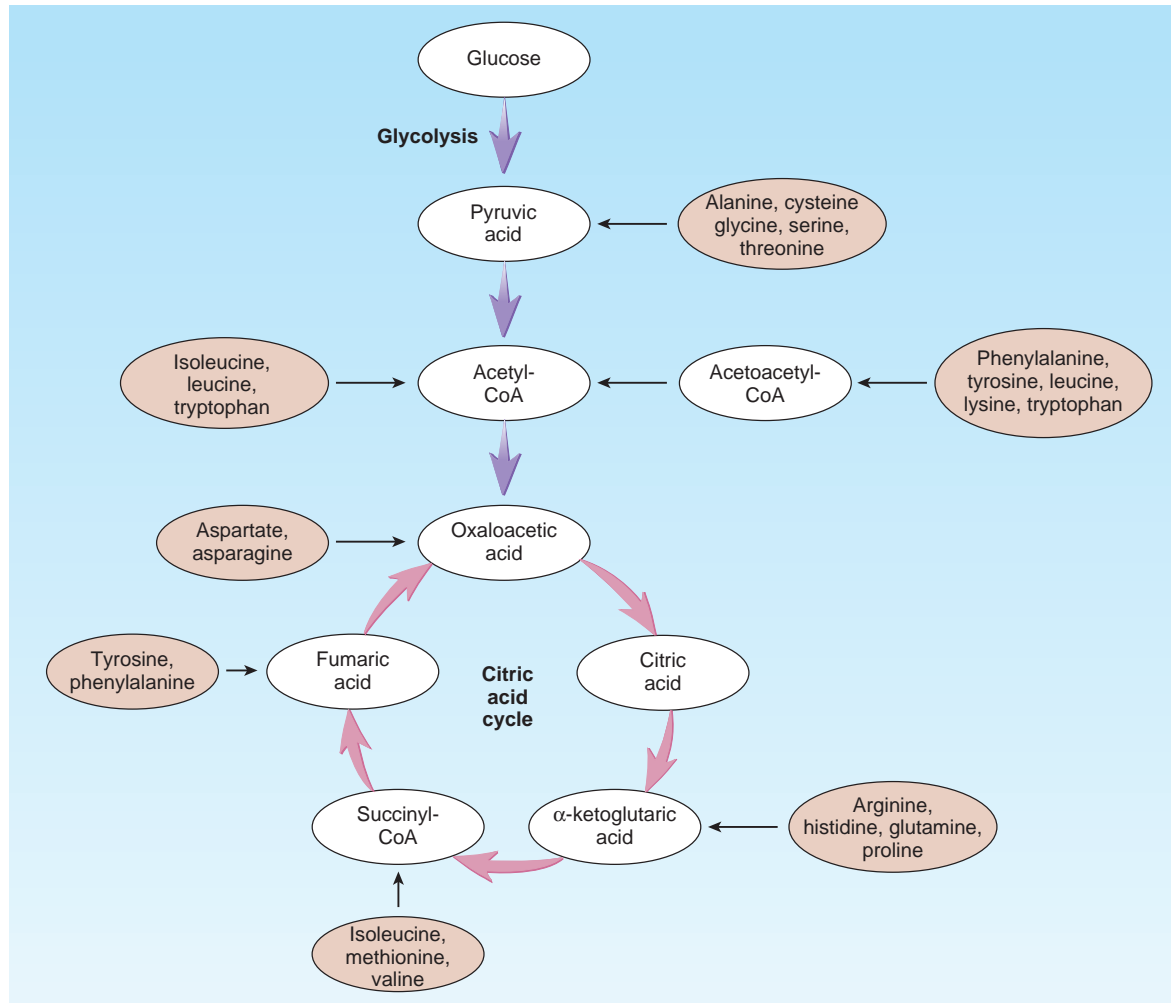 Glucose
Glycolysis
Pyruvic
acid
Alanine, cysteine
glycine, serine,
threonine
Isoleucine,
leucine,
tryptophan
Acetyl-
CoA
Acetoacetyl-
CoA
Phenylalanine,
tyrosine, leucine,
lysine, tryptophan
Aspartate,
asparagine
Oxaloacetic
acid
Tyrosine,
phenylalanine
Fumaric
acid
Citric
acid
cycle
Citric
acid
Succinyl-
CoA
α-ketoglutaric
acid
Arginine,
histidine, glutamine,
proline
Isoleucine,
methionine,
valine